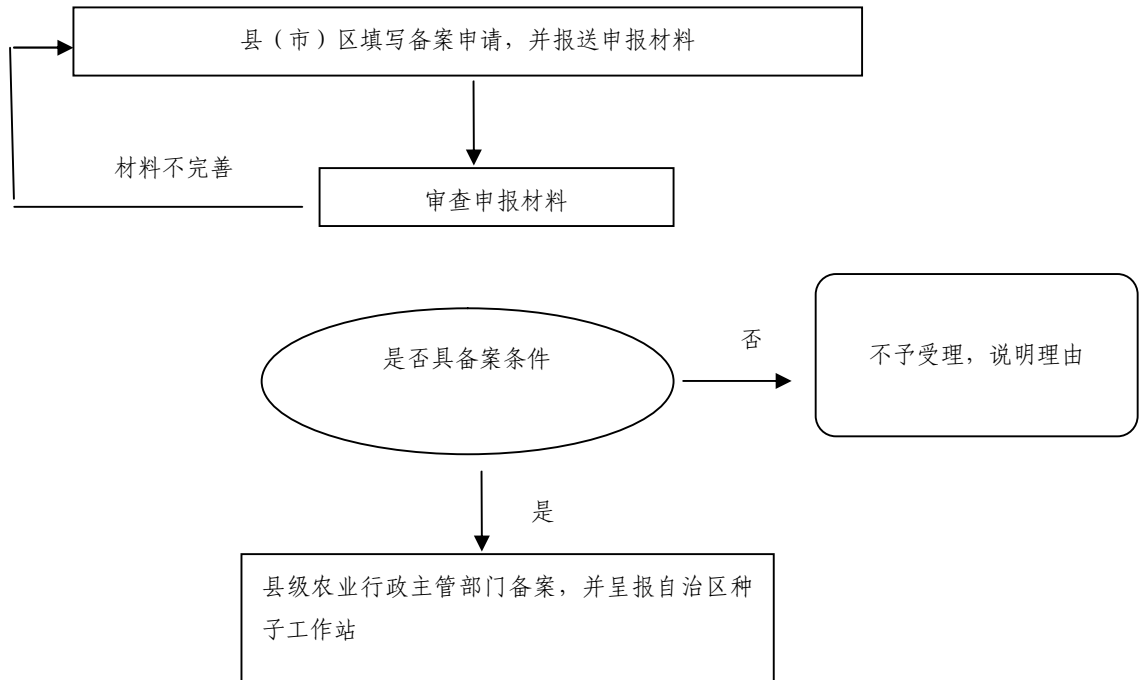 县（市）区填写备案申请，并报送申报材料
材料不完善
审查申报材料
是否具备案条件
否
不予受理，说明理由
是
县级农业行政主管部门备案，并呈报自治区种
子工作站